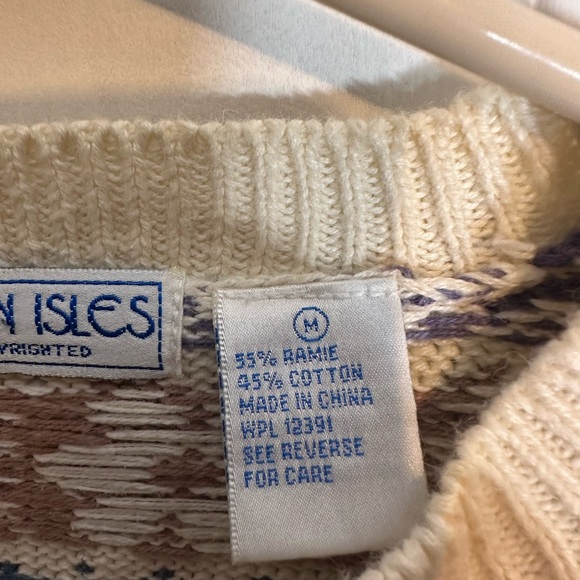 N ISLES
YRIGHTED
M
55% RAMIE
45% COTTON
MADE IN CHINA
WPL 12391
SEE REVERSE
FOR CARE